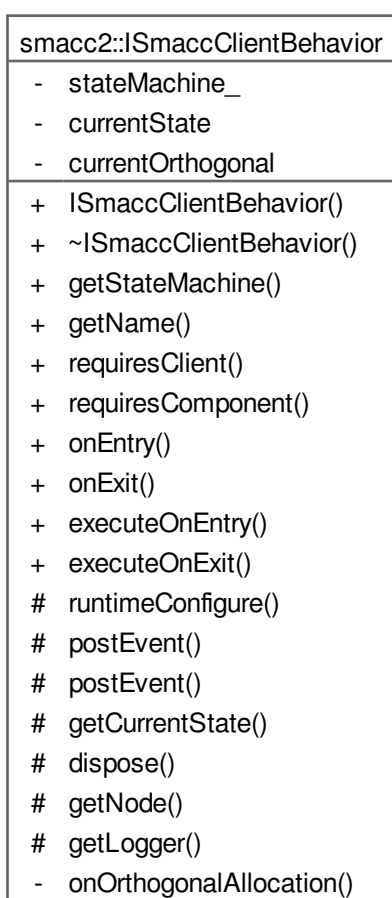 smacc2::ISmaccClientBehavior
- stateMachine_
- currentState
- currentOrthogonal
+ ISmaccClientBehavior()
+ ~ISmaccClientBehavior()
+ getStateMachine()
+ getName()
+ requiresClient()
+ requiresComponent()
+ onEntry()
+ onExit()
+ executeOnEntry()
+ executeOnExit()
# runtimeConfigure()
# postEvent()
# postEvent()
# getCurrentState()
# dispose()
# getNode()
# getLogger()
- onOrthogonalAllocation()